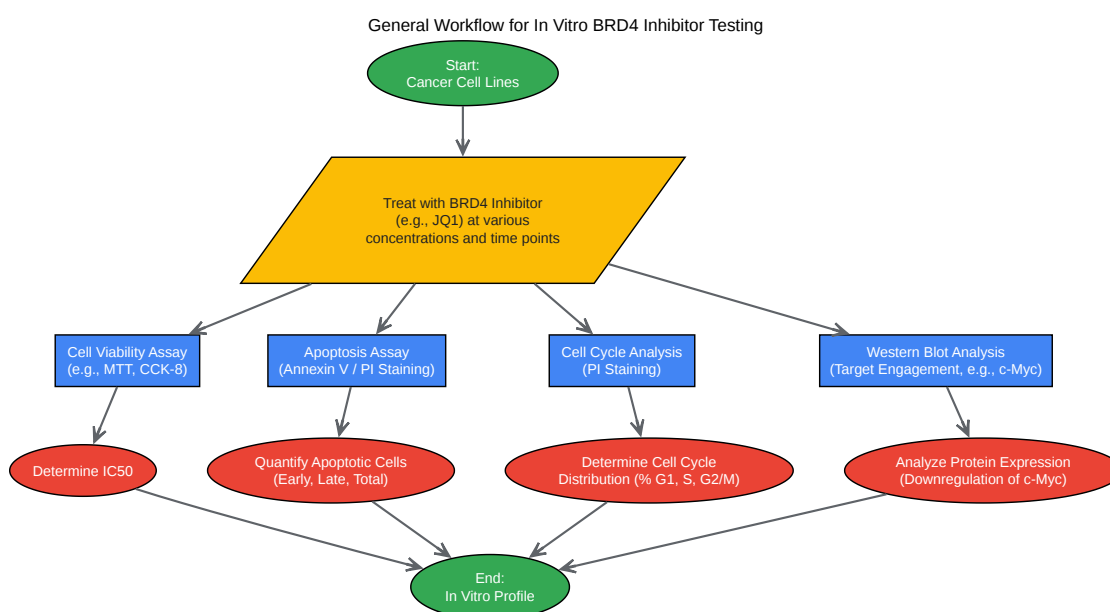 General Workflow for In Vitro BRD4 Inhibitor Testing
Start:
Cancer Cell Lines
Treat with BRD4 Inhibitor
(e.g., JQ1) at various
concentrations and time points
Cell Viability Assay
(e.g., MTT, CCK-8)
Apoptosis Assay
(Annexin V / PI Staining)
Cell Cycle Analysis
(PI Staining)
Western Blot Analysis
(Target Engagement, e.g., c-Myc)
Determine IC50
Quantify Apoptotic Cells
(Early, Late, Total)
Determine Cell Cycle
Distribution (% G1, S, G2/M)
Analyze Protein Expression
(Downregulation of c-Myc)
End:
In Vitro Profile